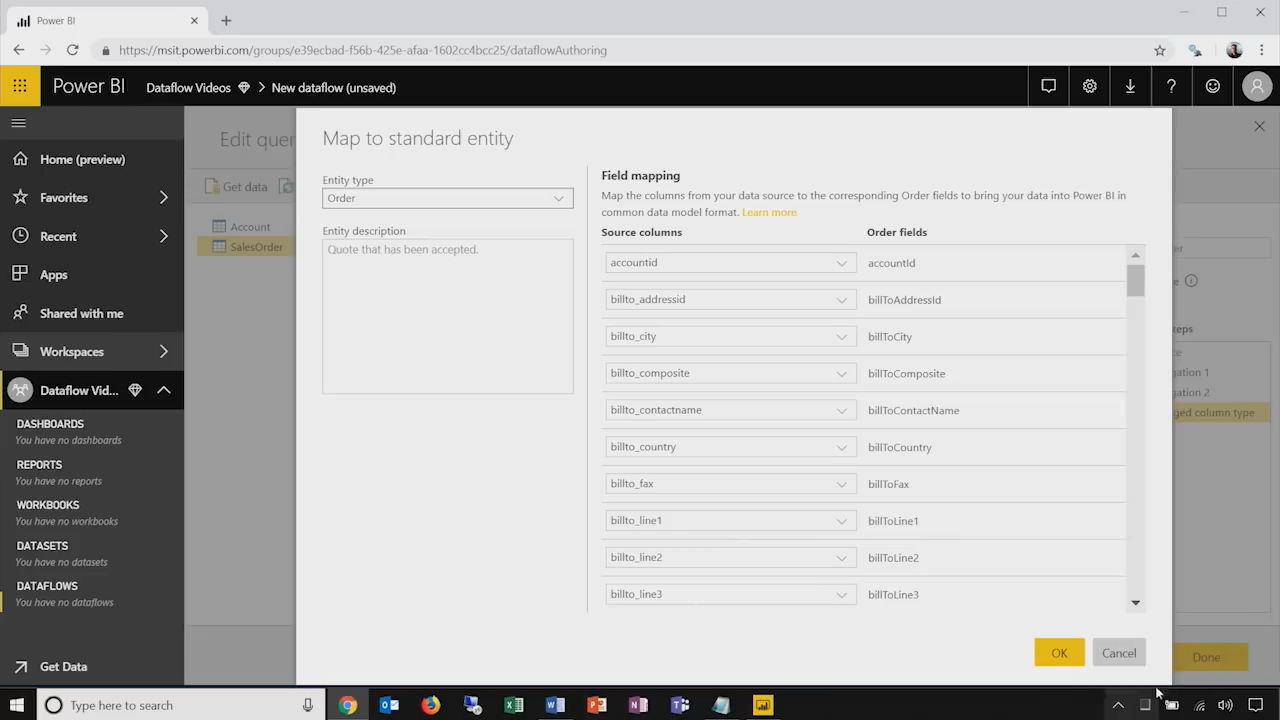 Power BI
https://msit.powerbi.com/groups/e39ecbad-f56b-425e-afaa-1602cc4bcc25/dataflowAuthoring
Power BI
Dataflow Videos > New dataflow (unsaved)
Home (preview)
Favorites
Recent
Apps
Shared with me
Workspaces
Dataflow Vid...
DASHBOARDS
You have no dashboards
REPORTS
You have no reports
WORKBOOKS
You have no workbooks
DATASETS
You have no datasets
DATAFLOWS
You have no dataflows
Get Data
Edit quer
Get data
Account
SalesOrder
Map to standard entity
Entity type
Order
Entity description
Quote that has been accepted.
Field mapping
Map the columns from your data source to the corresponding Order fields to bring your data into Power BI in
common data model format. Learn more
Source columns Order fields
accountid accountId
billto_addressid billToAddressId
billto_city billToCity
billto_composite billToComposite
billto_contactname billToContactName
billto_country billToCountry
billto_fax billToFax
billto_line1 billToLine1
billto_line2 billToLine2
billto_line3 billToLine3
OK Cancel
gation 1
gation 2
ged column type
Done
Type here to search